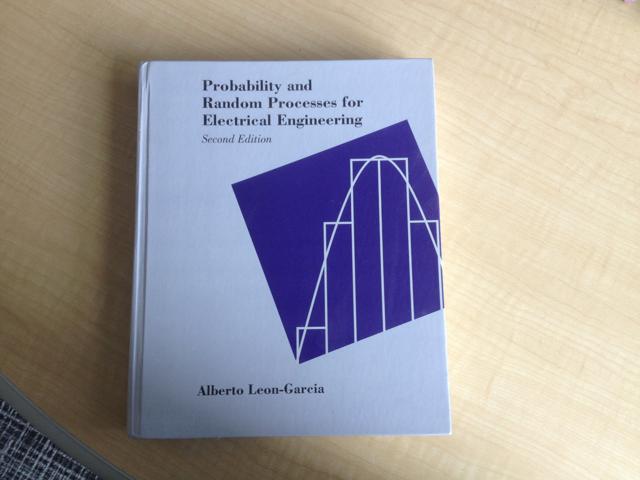 Probability and
Random Processes for
Electrical Engineering
Second Edition
Alberto Leon-Garcia